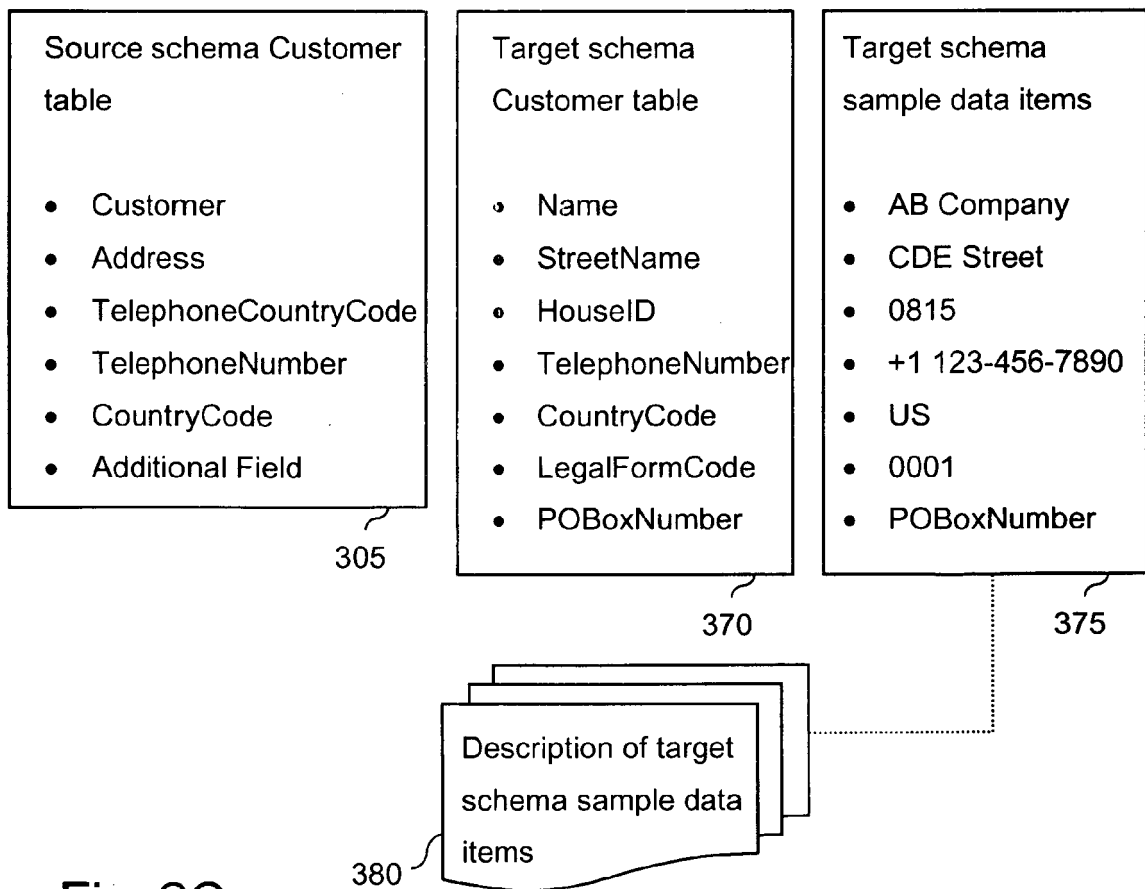 Source schema Customer
table
• Customer
• Address
• TelephoneCountryCode
• TelephoneNumber
• CountryCode
• Additional Field
305
Target schema
Customer table
• Name
• StreetName
• HouseID
• TelephoneNumber
• CountryCode
• LegalFormCode
• POBoxNumber
370
Target schema
sample data items
• AB Company
• CDE Street
• 0815
• +1 123-456-7890
• US
• 0001
• POBoxNumber
375
Description of target
schema sample data
items
380